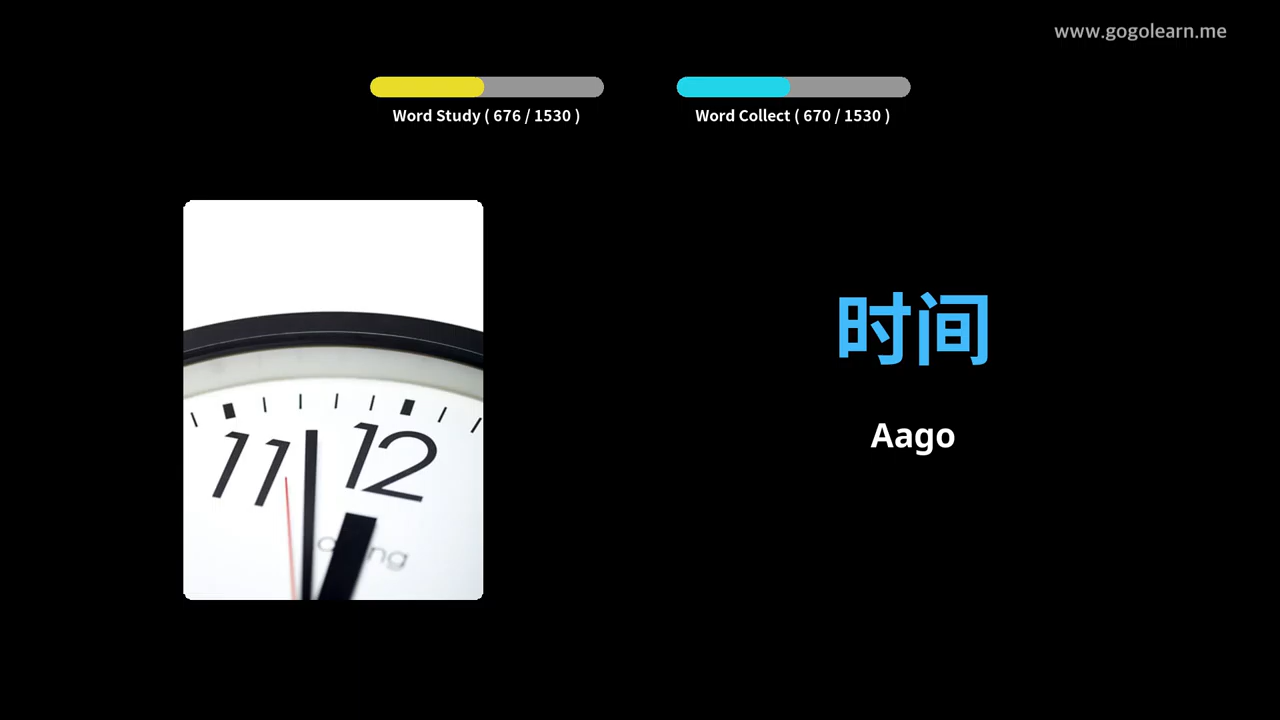 www.gogolearn.me
Word Study ( 676 / 1530 )
Word Collect ( 670 / 1530 )
时间
Aago
11 12